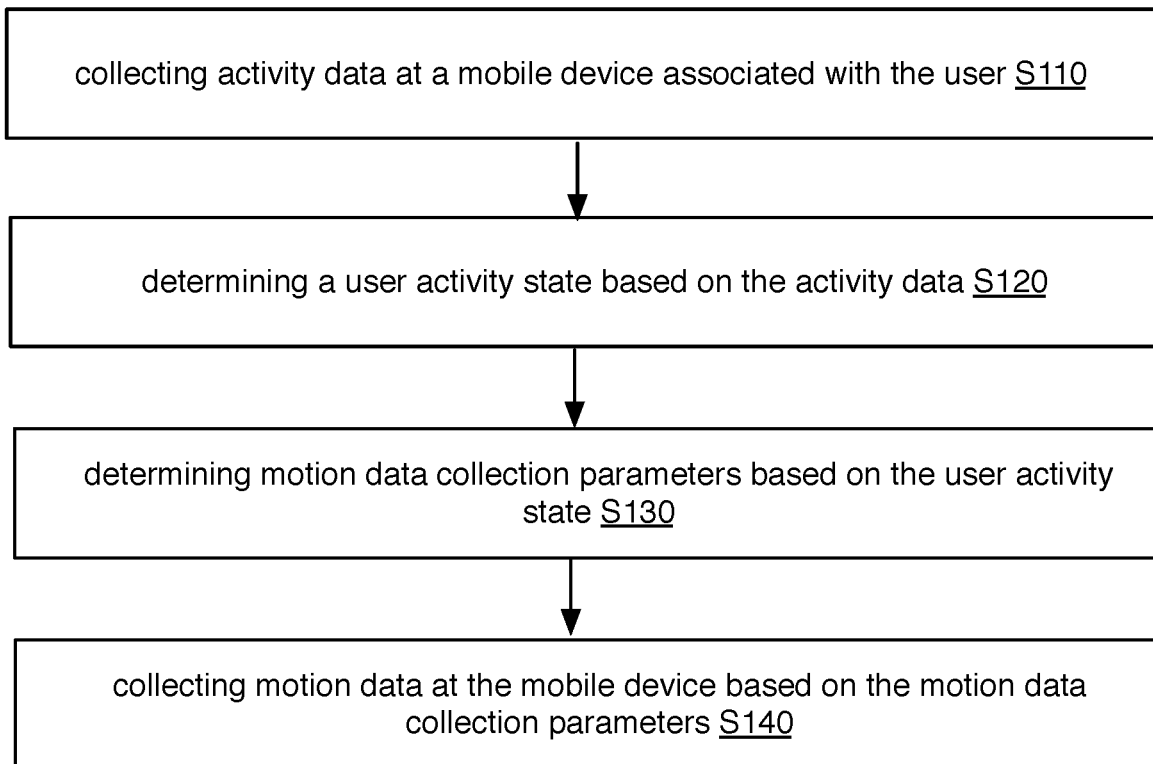 collecting activity data at a mobile device associated with the user S110
determining a user activity state based on the activity data S120
determining motion data collection parameters based on the user activity
state S130
collecting motion data at the mobile device based on the motion data
collection parameters S140